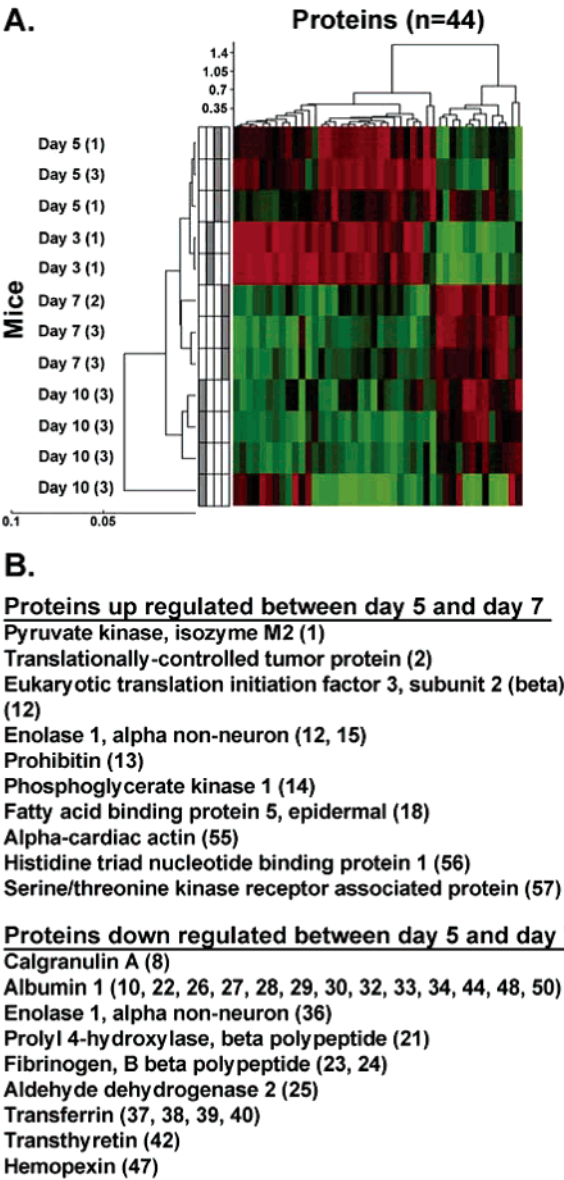 A.
Proteins (n=44)
1.4
1.05
0.7
0.35
Mice
Day 5 (1)
Day 5 (3)
Day 5 (1)
Day 3 (1)
Day 3 (1)
Day 7 (2)
Day 7 (3)
Day 7 (3)
Day 10 (3)
Day 10 (3)
Day 10 (3)
Day 10 (3)
0.1 0.05
B.
Proteins up regulated between day 5 and day 7
Pyruvate kinase, isozyme M2 (1)
Translationally-controlled tumor protein (2)
Eukaryotic translation initiation factor 3, subunit 2 (beta)
(12)
Enolase 1, alpha non-neuron (12, 15)
Prohibitin (13)
Phosphoglycerate kinase 1 (14)
Fatty acid binding protein 5, epidermal (18)
Alpha-cardiac actin (55)
Histidine triad nucleotide binding protein 1 (56)
Serine/threonine kinase receptor associated protein (57)
Proteins down regulated between day 5 and day
Calgranulin A (8)
Albumin 1 (10, 22, 26, 27, 28, 29, 30, 32, 33, 34, 44, 48, 50)
Enolase 1, alpha non-neuron (36)
Prolyl 4-hydroxylase, beta polypeptide (21)
Fibrinogen, B beta polypeptide (23, 24)
Aldehyde dehydrogenase 2 (25)
Transferrin (37, 38, 39, 40)
Transthyretin (42)
Hemopexin (47)